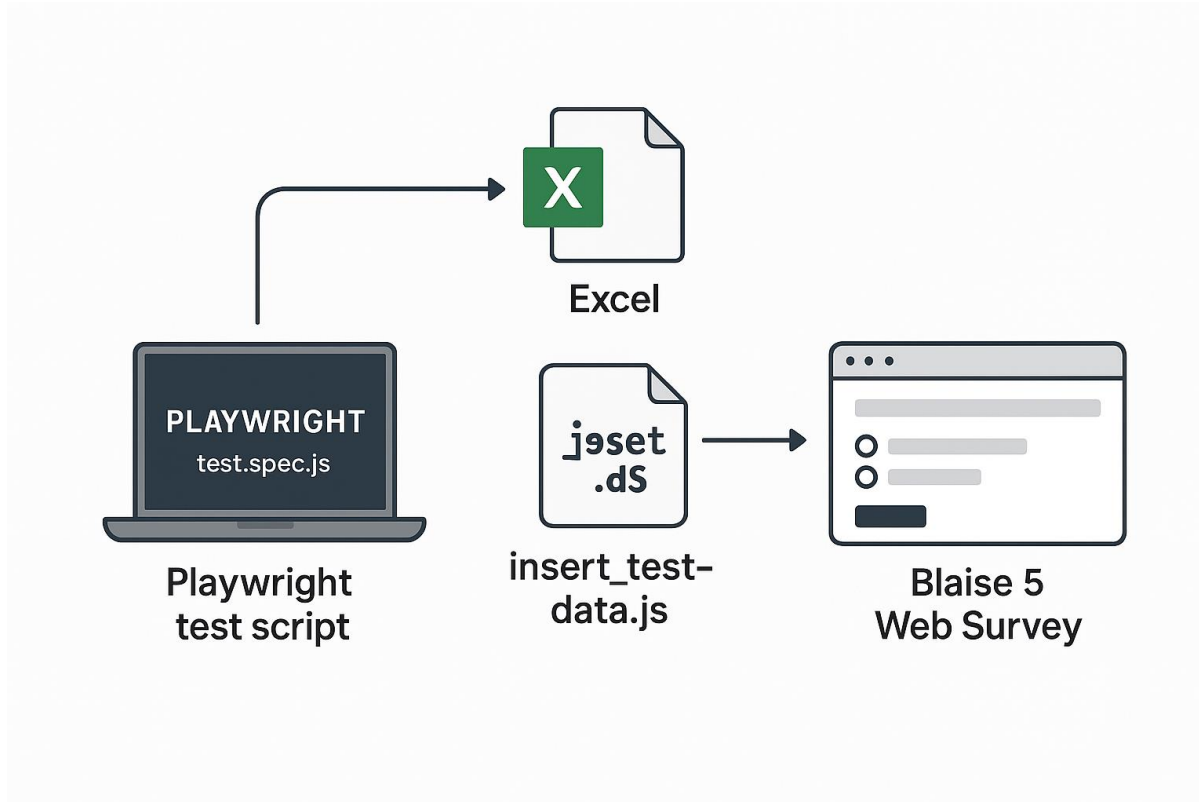 X
Excel
PLAYWRIGHT
test.spec.js
Playwright
test script
insert_test-
data.js
Blaise 5
Web Survey